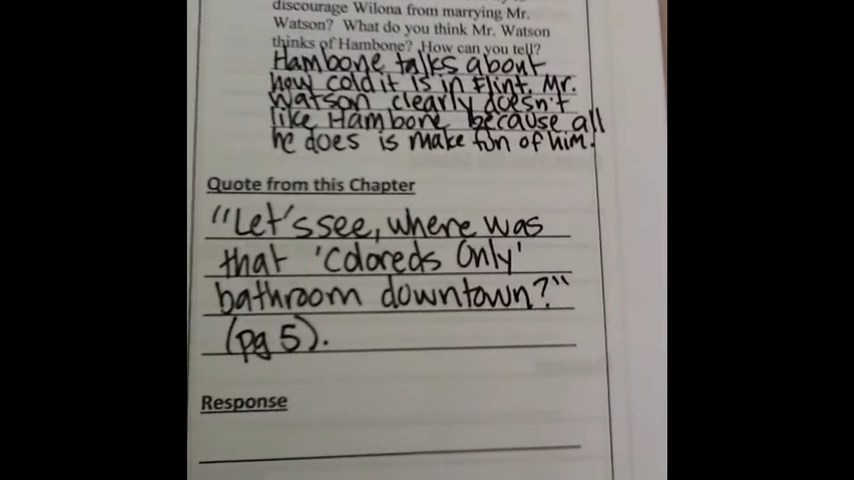 discourage Wilona from marrying Mr.
Watson? What do you think Mr. Watson
thinks of Hambone? How can you tell?
Hambone talks about
how cold it is in Flint. Mr.
Watson clearly doesn't
like Hambone because all
he does is make fun of him.
Quote from this Chapter
"Let's see, where was
that 'Coloreds Only'
bathroom downtown?"
(pg 5).
Response